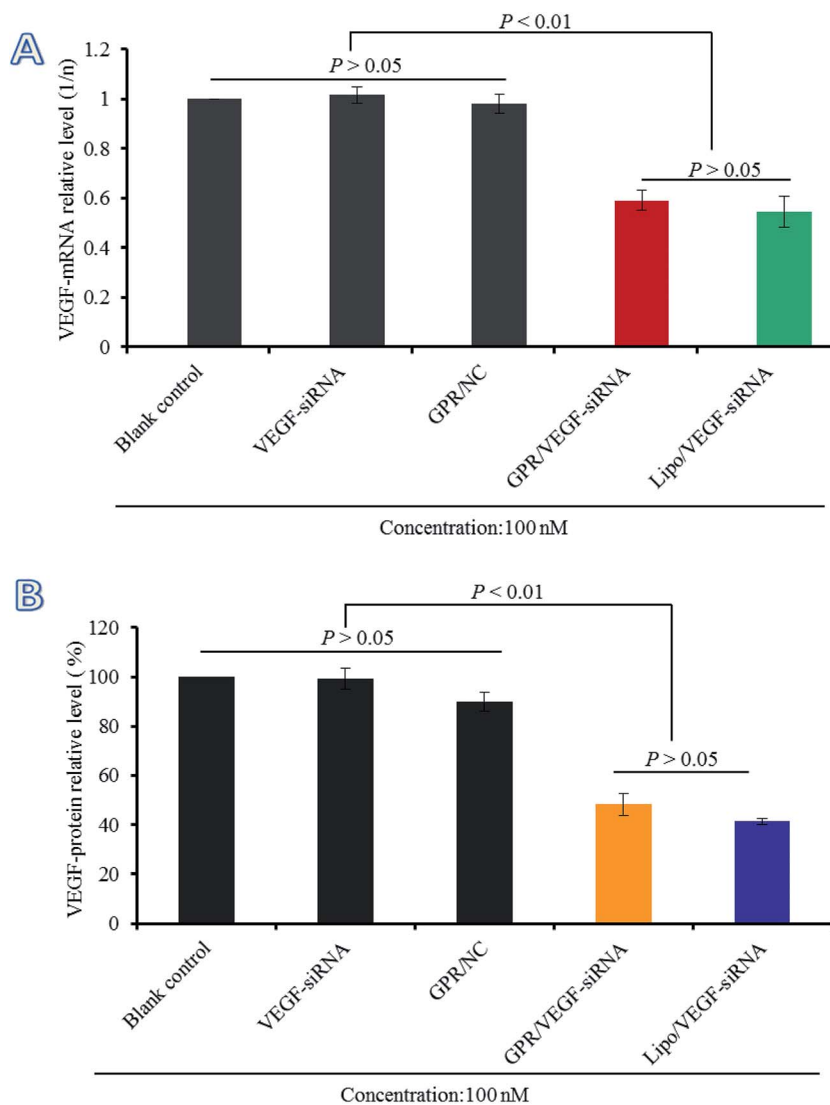 A
P < 0.01
P > 0.05
P > 0.05
VEGF-mRNA relative level (1/n)
1.2
1
0.8
0.6
0.4
0.2
0
Blank control
VEGF-siRNA
GPR/NC
GPR/VEGF-siRNA
Lipo/VEGF-siRNA
Concentration:100 nM
B
P < 0.01
P > 0.05
P > 0.05
VEGF-protein relative level (%)
120
100
80
60
40
20
0
Blank control
VEGF-siRNA
GPR/NC
GPR/VEGF-siRNA
Lipo/VEGF-siRNA
Concentration:100 nM